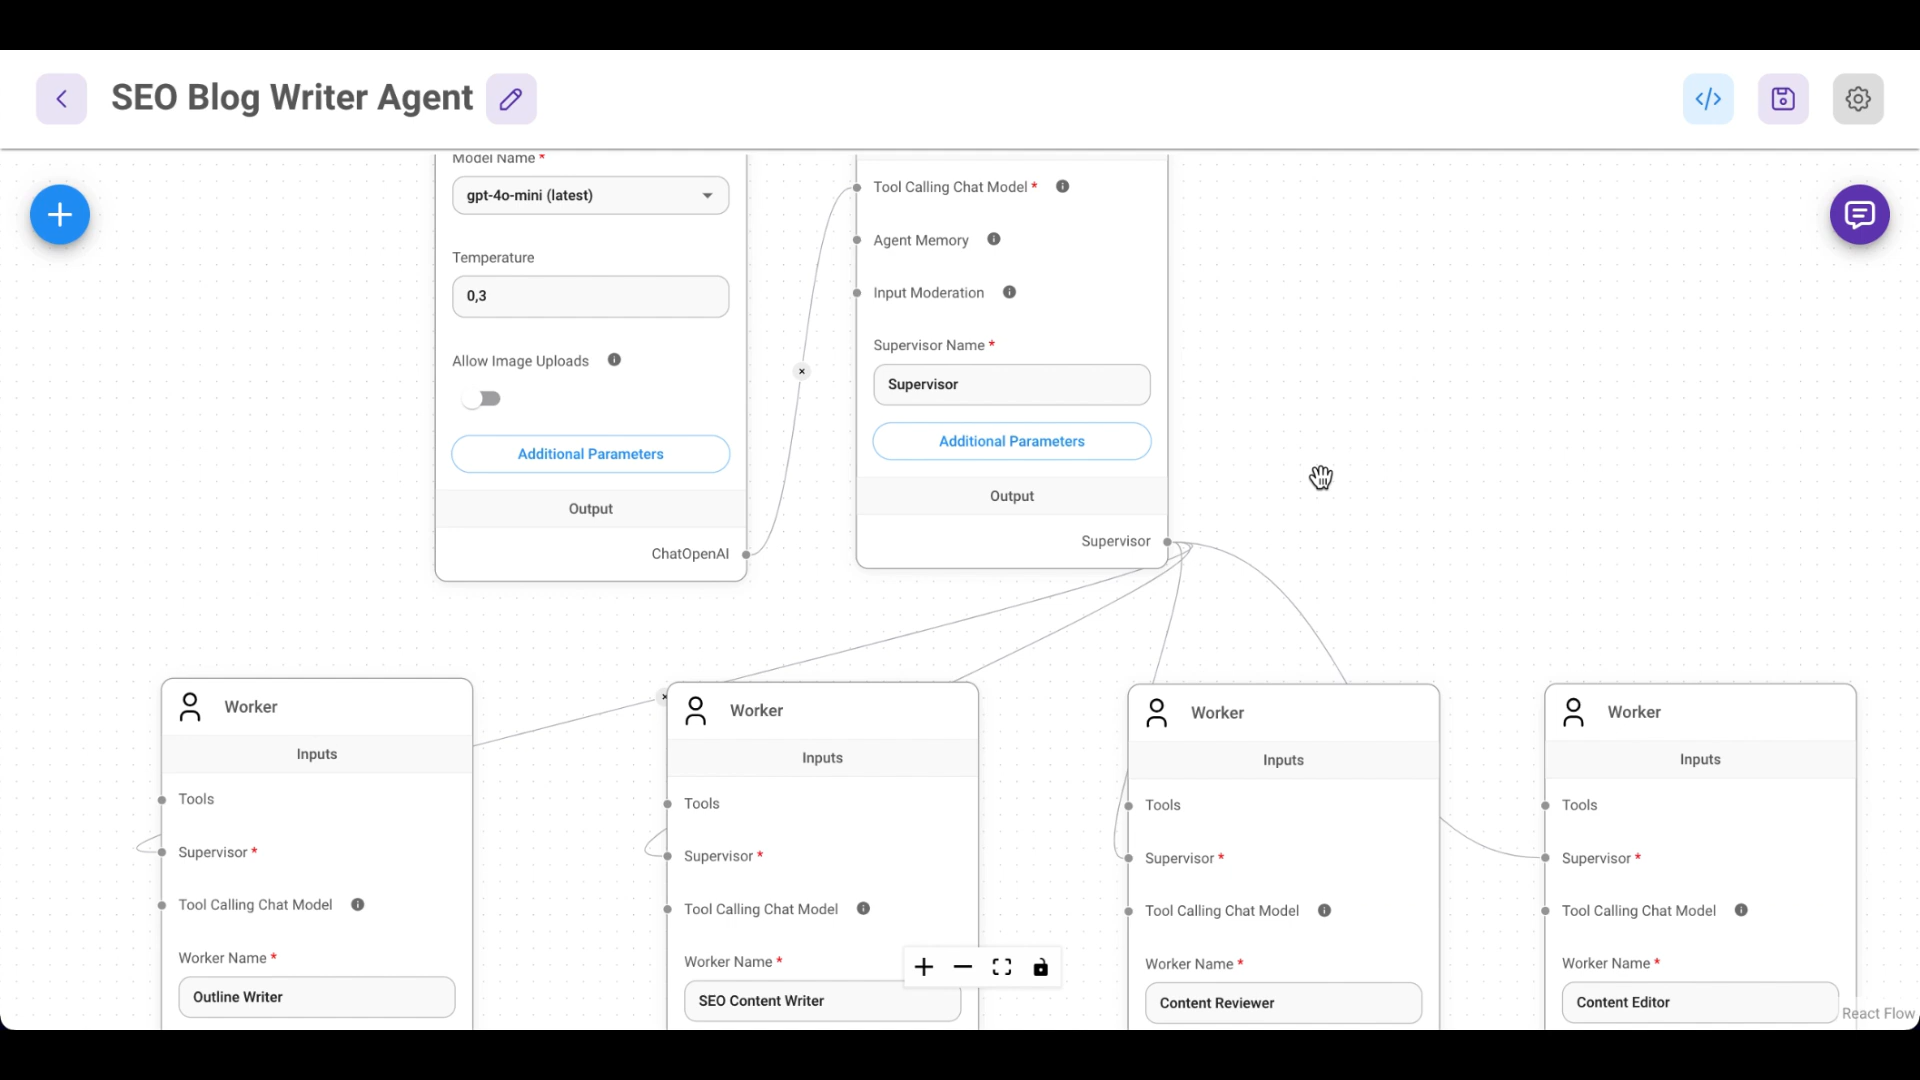 SEO Blog Writer Agent
Model Name *
gpt-4o-mini (latest)
Temperature
0,3
Allow Image Uploads
Additional Parameters
Output
ChatOpenAI
Tool Calling Chat Model *
Agent Memory
Input Moderation
Supervisor Name *
Supervisor
Additional Parameters
Output
Supervisor
Worker
Inputs
Tools
Supervisor *
Tool Calling Chat Model
Worker Name *
Outline Writer
Worker
Inputs
Tools
Supervisor *
Tool Calling Chat Model
Worker Name *
SEO Content Writer
Worker
Inputs
Tools
Supervisor *
Tool Calling Chat Model
Worker Name *
Content Reviewer
Worker
Inputs
Tools
Supervisor *
Tool Calling Chat Model
Worker Name *
Content Editor
React Flow